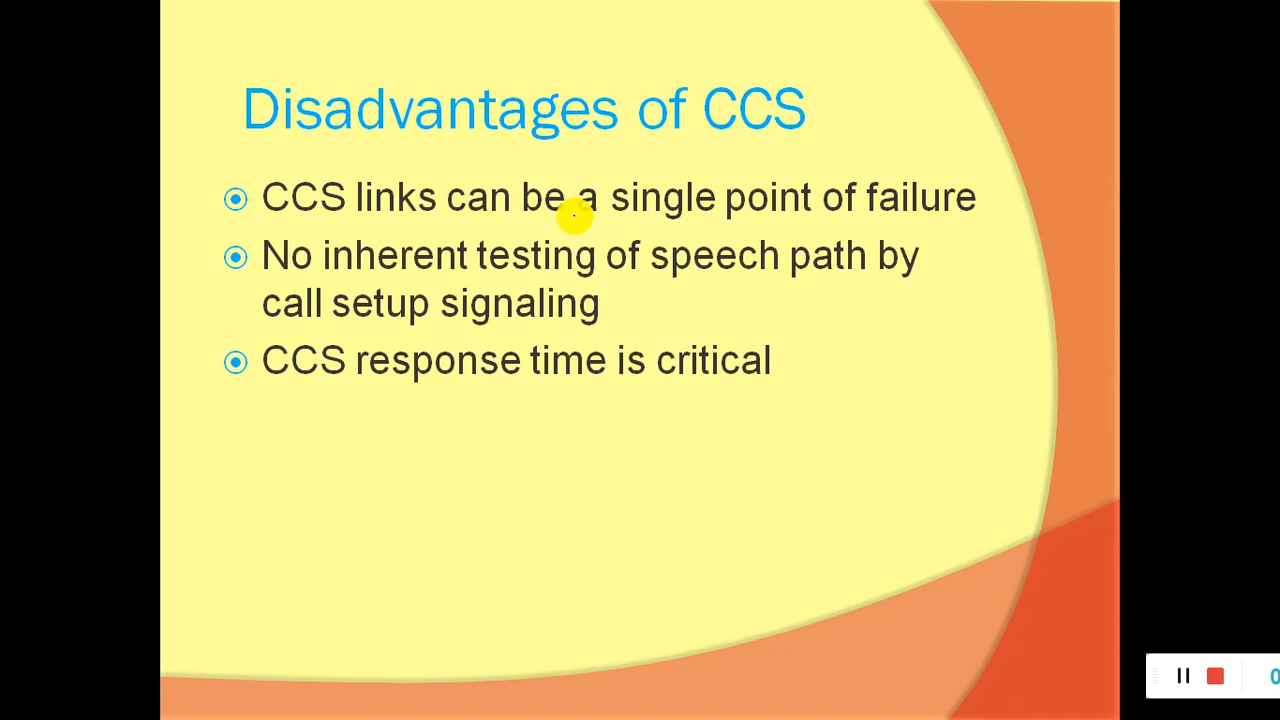 Disadvantages of CCS
CCS links can be a single point of failure
No inherent testing of speech path by
call setup signaling
CCS response time is critical
0